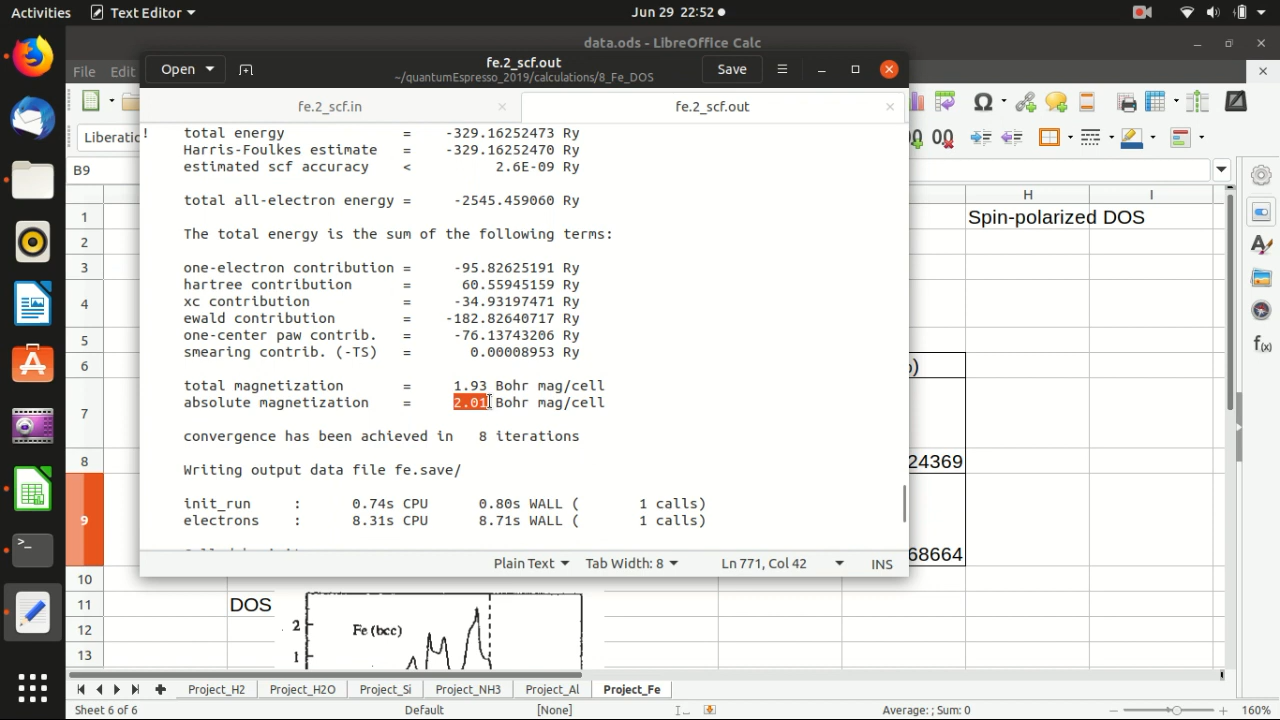 Activities Text Editor Jun 29 22:52
data.ods - LibreOffice Calc
File Edit
Open fe.2_scf.out Save
~/quantumEspresso_2019/calculations/8_Fe_DOS
fe.2_scf.in fe.2_scf.out
Liberatio
B9
! total energy = -329.16252473 Ry
Harris-Foulkes estimate = -329.16252470 Ry
estimated scf accuracy < 2.6E-09 Ry
total all-electron energy = -2545.459060 Ry
The total energy is the sum of the following terms:
one-electron contribution = -95.82625191 Ry
hartree contribution = 60.55945159 Ry
xc contribution = -34.93197471 Ry
ewald contribution = -182.82640717 Ry
one-center paw contrib. = -76.13743206 Ry
smearing contrib. (-TS) = 0.00008953 Ry
total magnetization = 1.93 Bohr mag/cell
absolute magnetization = 2.01 Bohr mag/cell
convergence has been achieved in 8 iterations
Writing output data file fe.save/
init_run : 0.74s CPU 0.80s WALL ( 1 calls)
electrons : 8.31s CPU 8.71s WALL ( 1 calls)
Plain Text Tab Width: 8 Ln 771, Col 42 INS
H I
1 Spin-polarized DOS
2
3
4
5
6 )
7
8 24369
9 68664
10
11 DOS
12
13
2 Fe (bcc)
1
Project_H2 Project_H2O Project_Si Project_NH3 Project_Al Project_Fe
Sheet 6 of 6 Default [None] Average: ; Sum: 0 160%